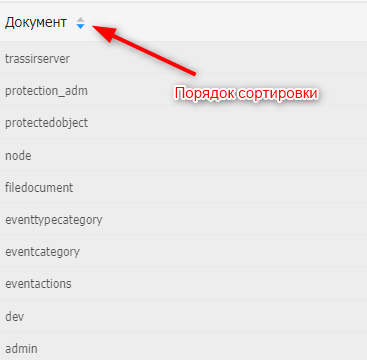 Документ
trassirserver
protection_adm
Порядок сортировки
protectedobject
node
filedocument
eventtypecategory
eventcategory
eventactions
dev
admin